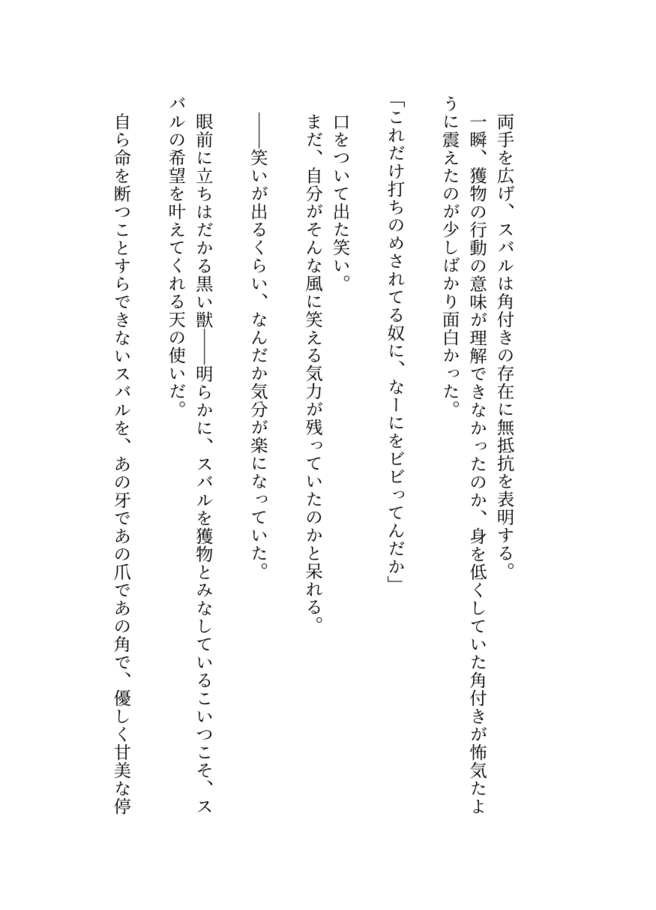 両手を広げ、スバルは角付きの存在に無抵抗を表明する。
一瞬、獲物の行動の意味が理解できなかったのか、身を低くしていた角付きが怖気たよ
うに震えたのが少しばかり面白かった。
「これだけ打ちのめされてる奴に、なーにをビビってんだか」
口をついて出た笑い。
まだ、自分がそんな風に笑える気力が残っていたのかと呆れる。
――笑いが出るくらい、なんだか気分が楽になっていた。
眼前に立ちはだかる黒い獣――明らかに、スバルを獲物とみなしているこいつこそ、ス
バルの希望を叶えてくれる天の使いだ。
自ら命を断つことすらできないスバルを、あの牙であの爪であの角で、優しく甘美な停